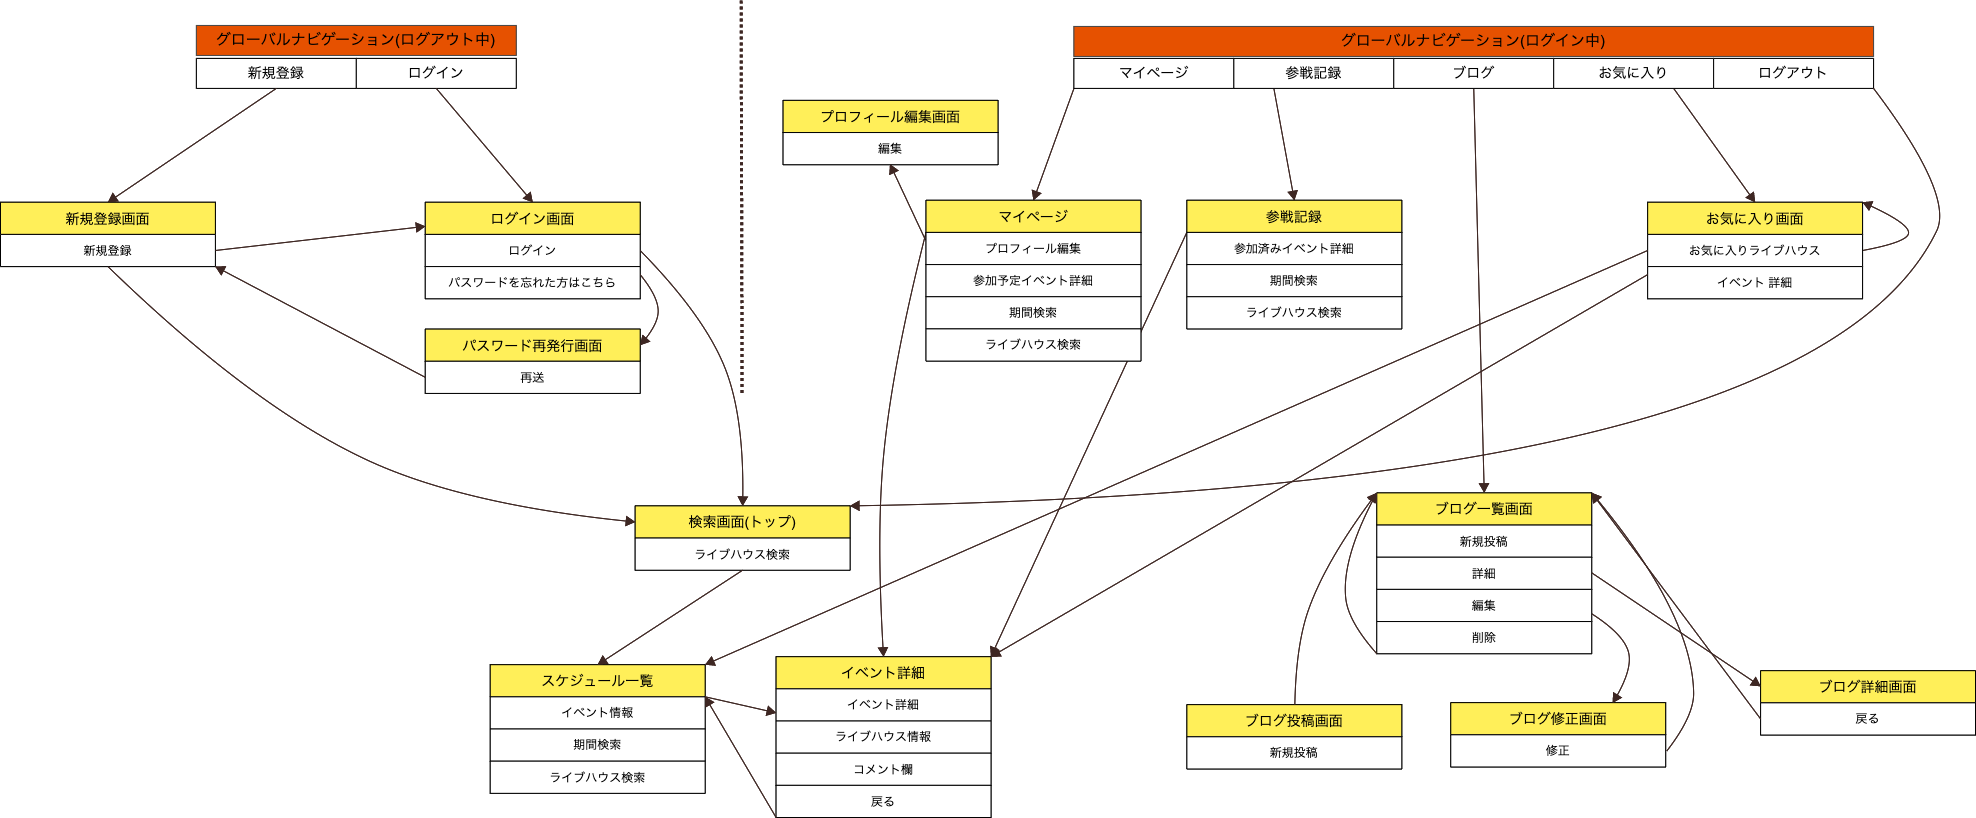 グローバルナビゲーション(ログアウト中)
新規登録
ログイン
グローバルナビゲーション(ログイン中)
マイページ
参戦記録
ブログ
お気に入り
ログアウト
プロフィール編集画面
編集
新規登録画面
新規登録
ログイン画面
ログイン
パスワードを忘れた方はこちら
パスワード再発行画面
再送
マイページ
プロフィール編集
参加予定イベント詳細
期間検索
ライブハウス検索
参戦記録
参加済みイベント詳細
期間検索
ライブハウス検索
お気に入り画面
お気に入りライブハウス
イベント 詳細
検索画面(トップ)
ライブハウス検索
ブログ一覧画面
新規投稿
詳細
編集
削除
スケジュール一覧
イベント情報
期間検索
ライブハウス検索
イベント詳細
イベント詳細
ライブハウス情報
コメント欄
戻る
ブログ投稿画面
新規投稿
ブログ修正画面
修正
ブログ詳細画面
戻る